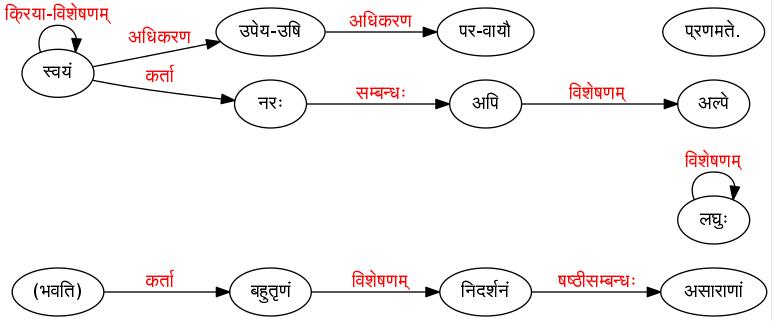 क्रिया-विशेषणम्
स्वयं
अधिकरण
उपेय-उषि
अधिकरण
पर-वायौ
प्रणमते.
कर्ता
नरः
सम्बन्धः
अपि
विशेषणम्
अल्पे
विशेषणम्
लघुः
(भवति)
कर्ता
बहुतृणं
विशेषणम्
निदर्शनं
षष्ठीसम्बन्धः
असाराणां